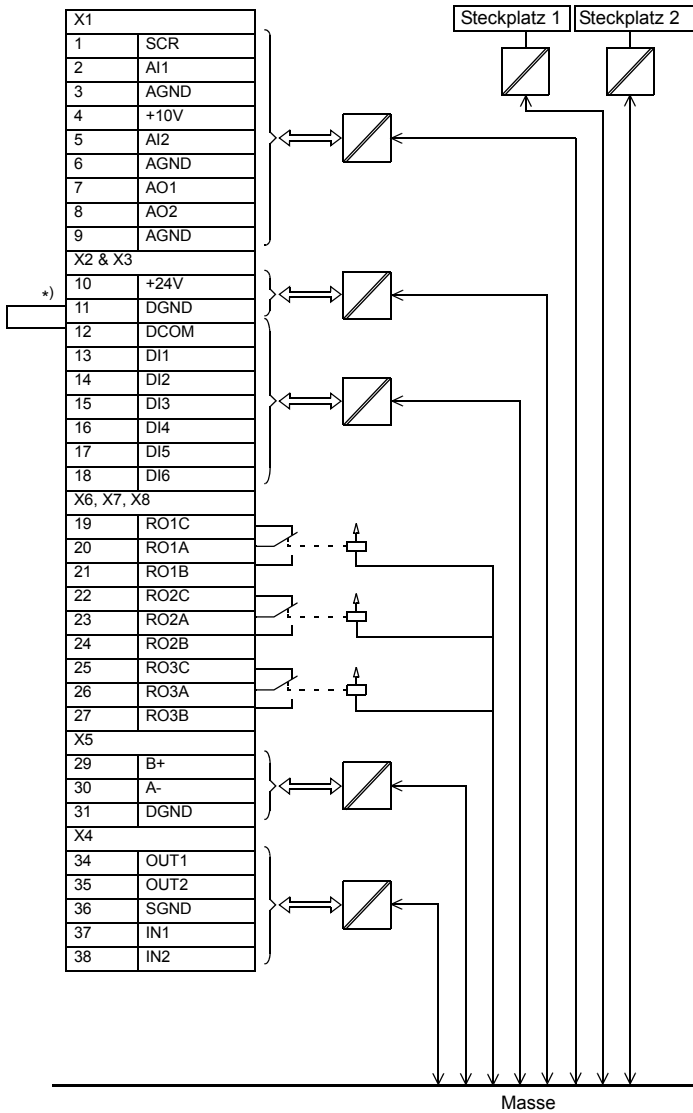 Steckplatz 1 Steckplatz 2
X1
1 SCR
2 AI1
3 AGND
4 +10V
5 AI2
6 AGND
7 AO1
8 AO2
9 AGND
X2 & X3
*)
10 +24V
11 DGND
12 DCOM
13 DI1
14 DI2
15 DI3
16 DI4
17 DI5
18 DI6
X6, X7, X8
19 RO1C
20 RO1A
21 RO1B
22 RO2C
23 RO2A
24 RO2B
25 RO3C
26 RO3A
27 RO3B
X5
29 B+
30 A-
31 DGND
X4
34 OUT1
35 OUT2
36 SGND
37 IN1
38 IN2
Masse